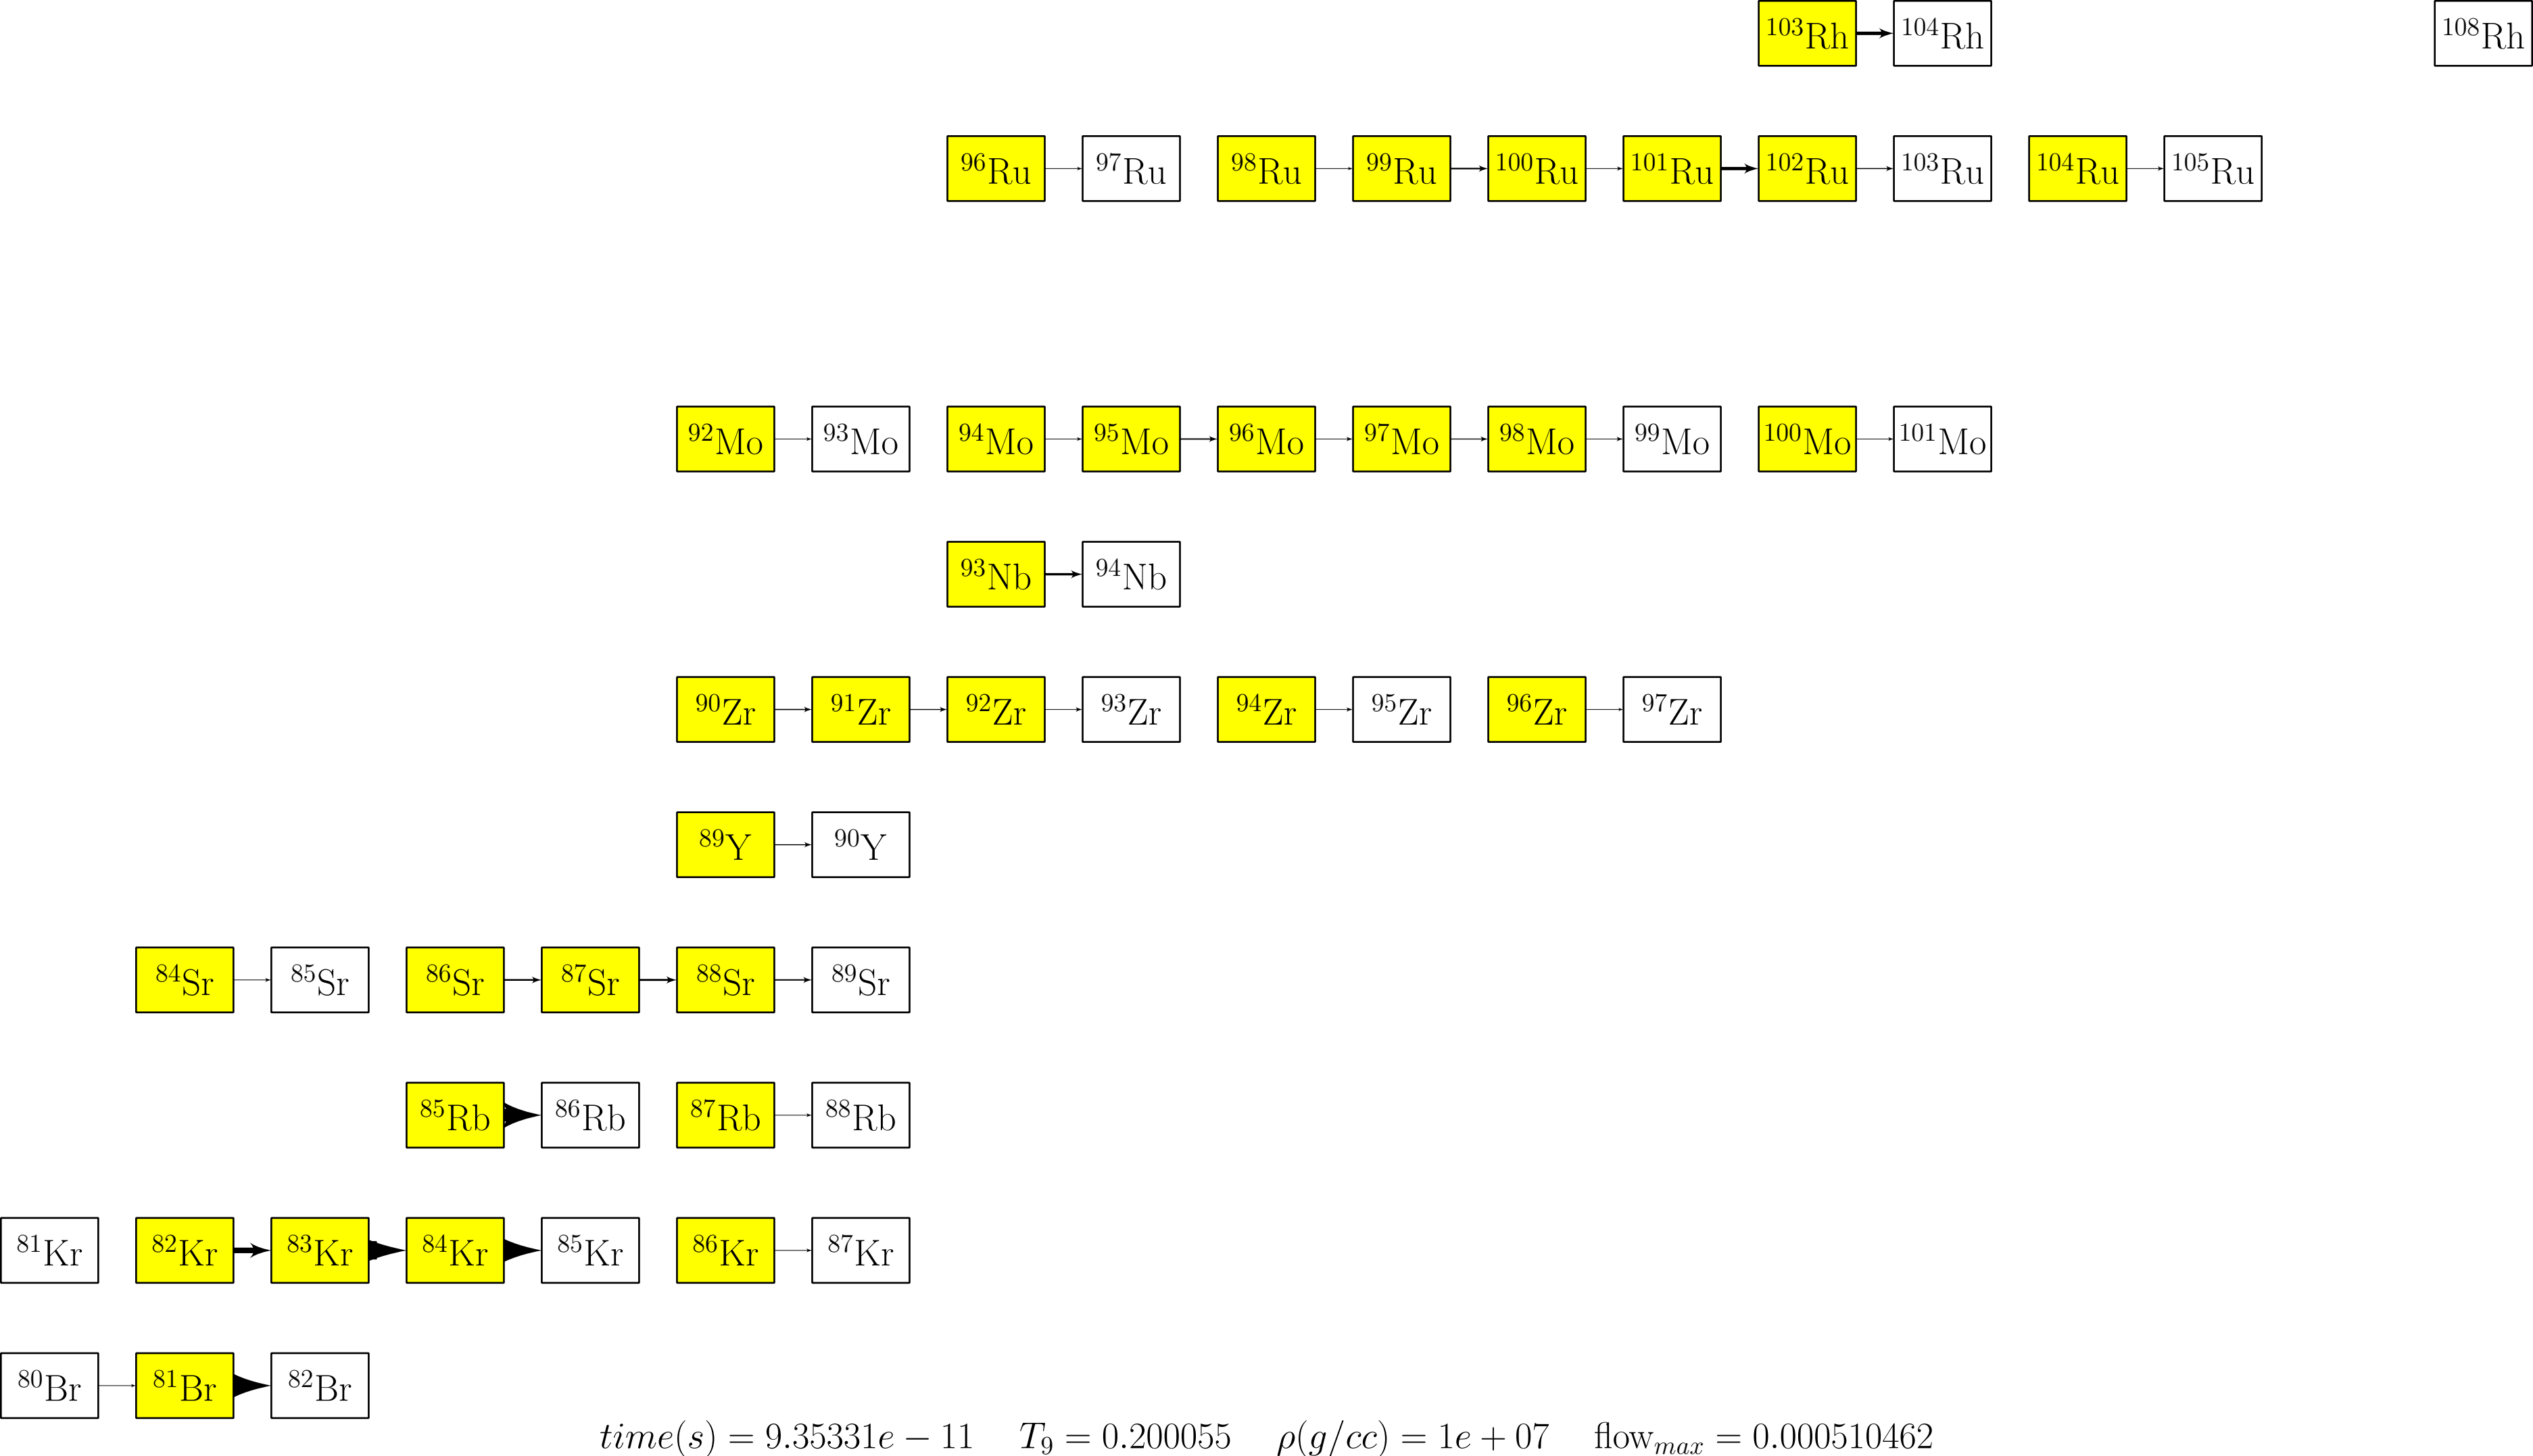 ¹⁰³Rh ¹⁰⁴Rh ¹⁰⁸Rh
⁹⁶Ru ⁹⁷Ru ⁹⁸Ru ⁹⁹Ru ¹⁰⁰Ru ¹⁰¹Ru ¹⁰²Ru ¹⁰³Ru ¹⁰⁴Ru ¹⁰⁵Ru
⁹²Mo ⁹³Mo ⁹⁴Mo ⁹⁵Mo ⁹⁶Mo ⁹⁷Mo ⁹⁸Mo ⁹⁹Mo ¹⁰⁰Mo ¹⁰¹Mo
⁹³Nb ⁹⁴Nb
⁹⁰Zr ⁹¹Zr ⁹²Zr ⁹³Zr ⁹⁴Zr ⁹⁵Zr ⁹⁶Zr ⁹⁷Zr
⁸⁹Y ⁹⁰Y
⁸⁴Sr ⁸⁵Sr ⁸⁶Sr ⁸⁷Sr ⁸⁸Sr ⁸⁹Sr
⁸⁵Rb ⁸⁶Rb ⁸⁷Rb ⁸⁸Rb
⁸¹Kr ⁸²Kr ⁸³Kr ⁸⁴Kr ⁸⁵Kr ⁸⁶Kr ⁸⁷Kr
⁸⁰Br ⁸¹Br ⁸²Br
time(s) = 9.35331e − 11 T₉ = 0.200055 ρ(g/cc) = 1e + 07 flow_max = 0.000510462